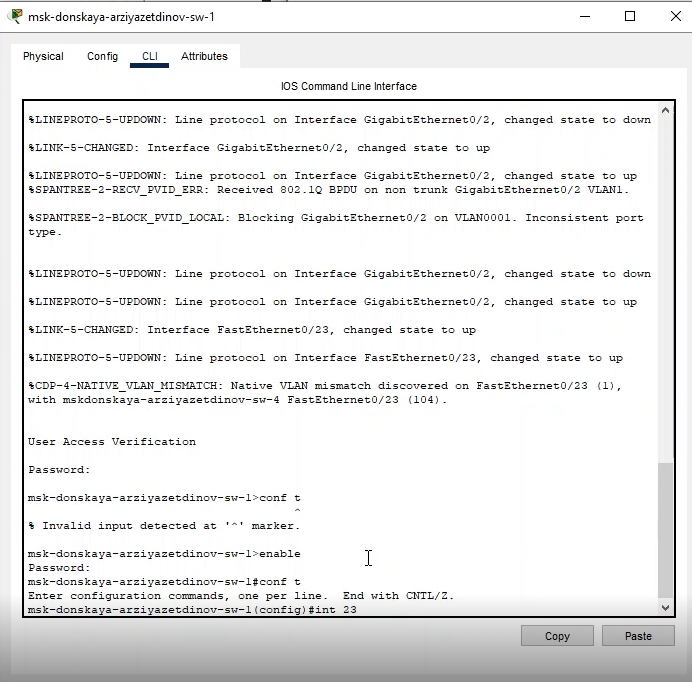 msk-donskaya-arziyazetdinov-sw-1
Physical Config CLI Attributes
IOS Command Line Interface
%LINEPROTO-5-UPDOWN: Line protocol on Interface GigabitEthernet0/2, changed state to down
%LINK-5-CHANGED: Interface GigabitEthernet0/2, changed state to up
%LINEPROTO-5-UPDOWN: Line protocol on Interface GigabitEthernet0/2, changed state to up
%SPANTREE-2-RECV_PVID_ERR: Received 802.1Q BPDU on non trunk GigabitEthernet0/2 VLAN1.
%SPANTREE-2-BLOCK_PVID_LOCAL: Blocking GigabitEthernet0/2 on VLAN0001. Inconsistent port
type.
%LINEPROTO-5-UPDOWN: Line protocol on Interface GigabitEthernet0/2, changed state to down
%LINEPROTO-5-UPDOWN: Line protocol on Interface GigabitEthernet0/2, changed state to up
%LINK-5-CHANGED: Interface FastEthernet0/23, changed state to up
%LINEPROTO-5-UPDOWN: Line protocol on Interface FastEthernet0/23, changed state to up
%CDP-4-NATIVE_VLAN_MISMATCH: Native VLAN mismatch discovered on FastEthernet0/23 (1),
with mskdonskaya-arziyazetdinov-sw-4 FastEthernet0/23 (104).
User Access Verification
Password:
msk-donskaya-arziyazetdinov-sw-1>conf t
^
% Invalid input detected at '^' marker.
msk-donskaya-arziyazetdinov-sw-1>enable
Password:
msk-donskaya-arziyazetdinov-sw-1#conf t
Enter configuration commands, one per line. End with CNTL/Z.
msk-donskaya-arziyazetdinov-sw-1(config)#int 23
Copy Paste